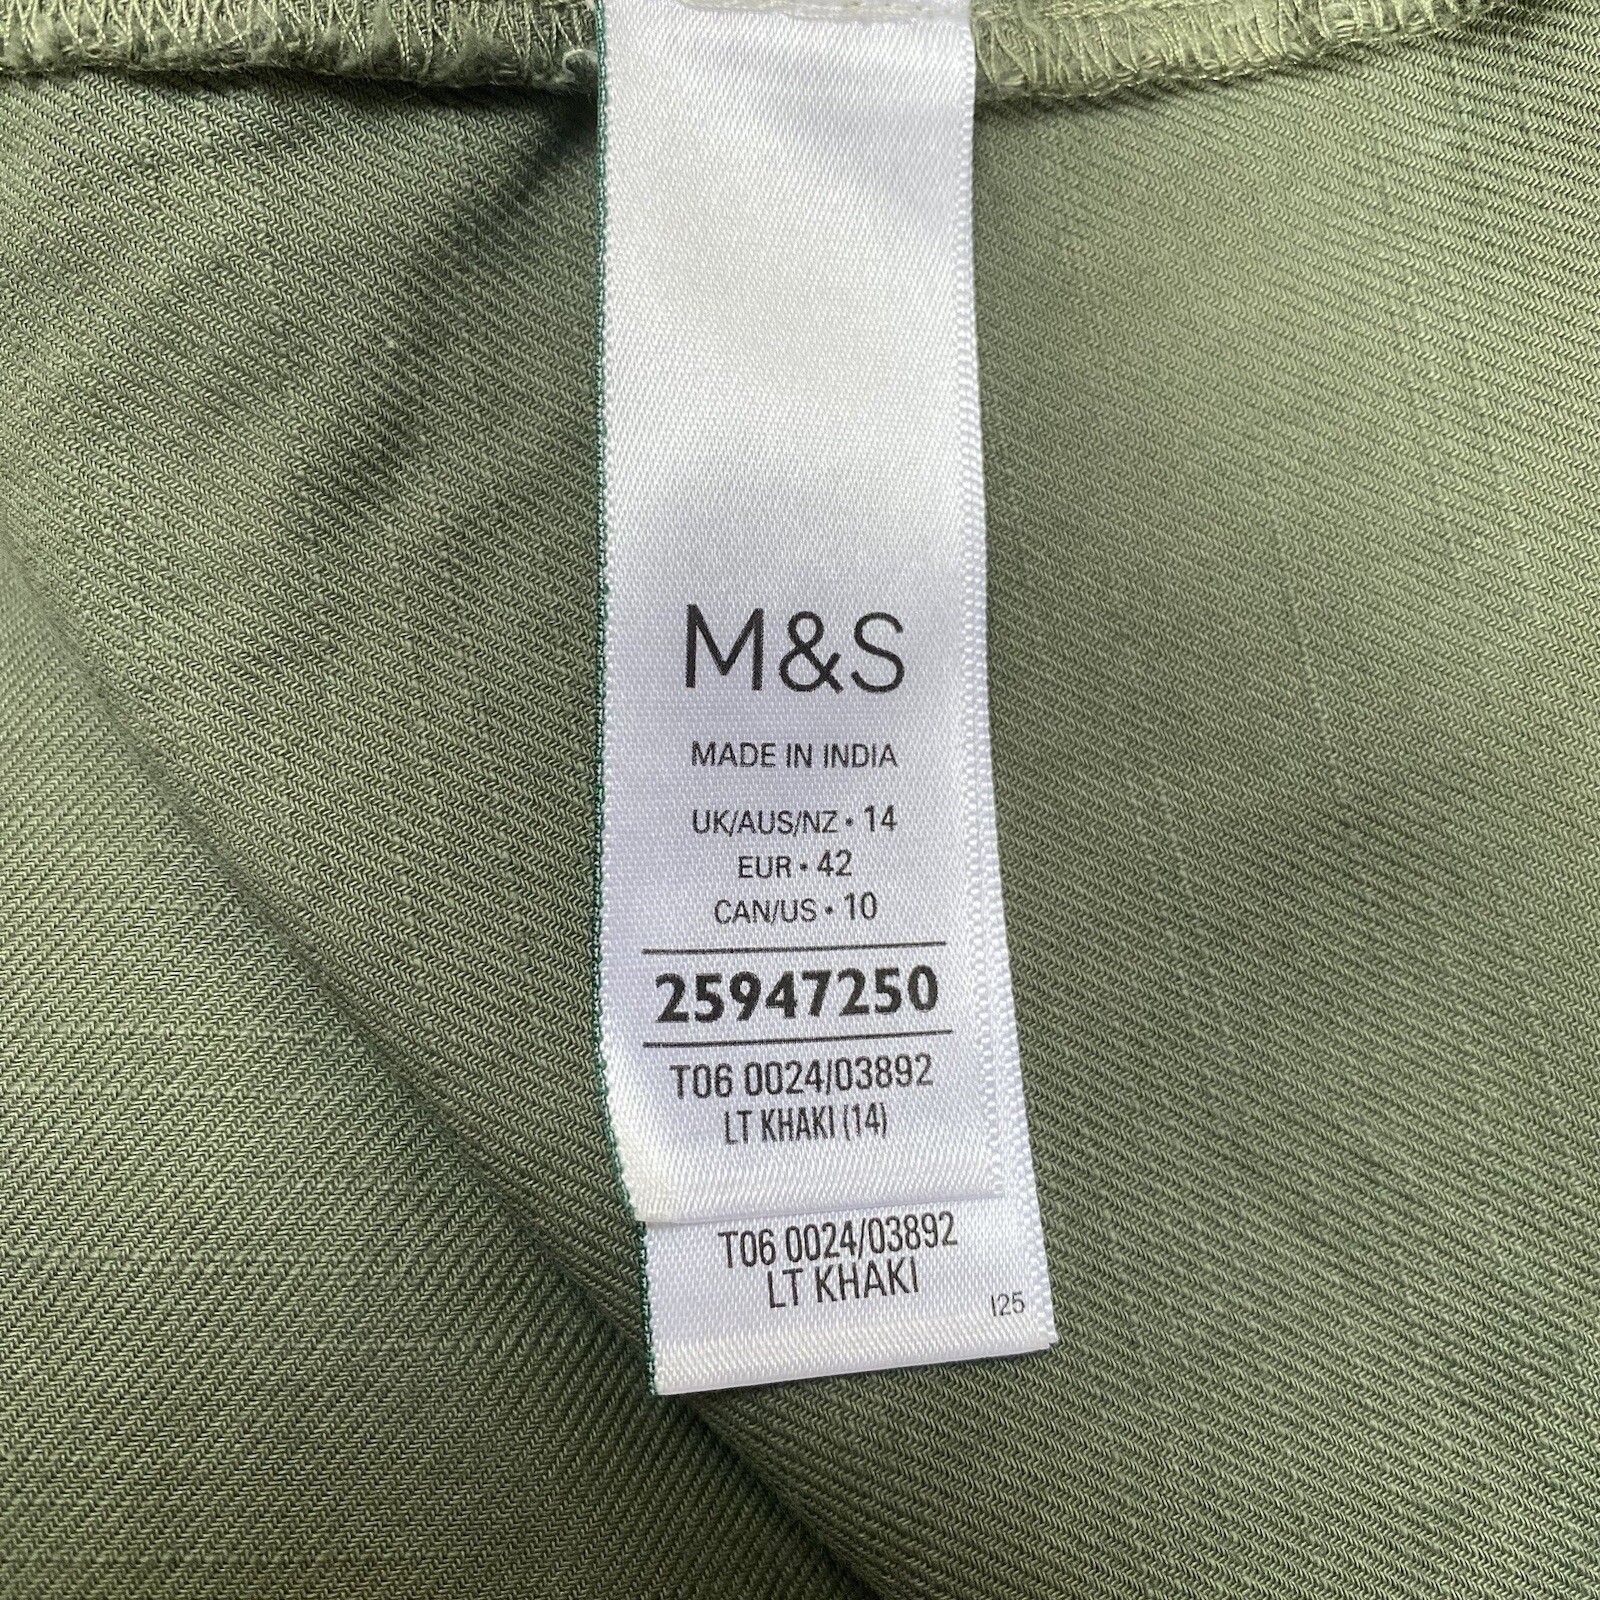 M&S
MADE IN INDIA
UK/AUS/NZ • 14
EUR • 42
CAN/US • 10
25947250
T06 0024/03892
LT KHAKI (14)
T06 0024/03892
LT KHAKI
I25